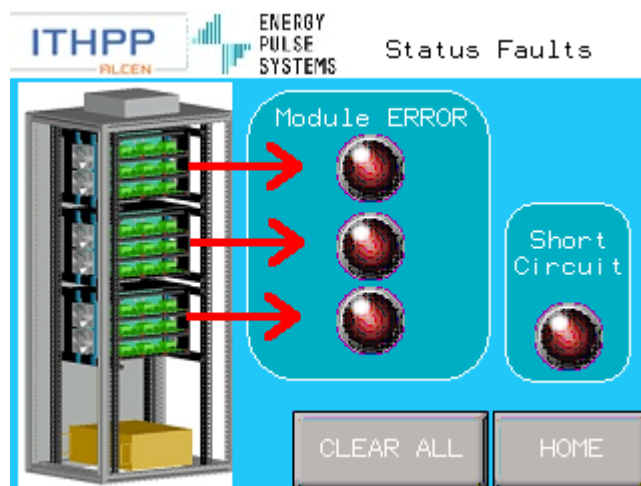 ITHPP
ALCEN
ENERGY
PULSE
SYSTEMS
Status Faults
Module ERROR
Short
Circuit
CLEAR ALL
HOME